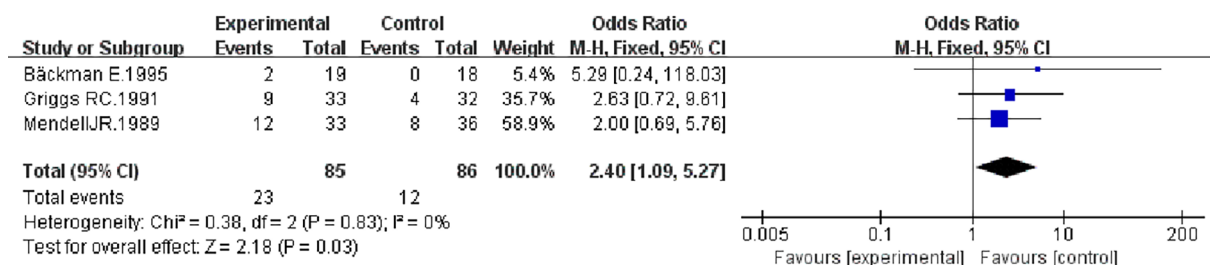 Experimental Control Odds Ratio Odds Ratio
Study or Subgroup Events Total Events Total Weight M-H, Fixed, 95% CI M-H, Fixed, 95% CI
Bäckman E.1995 2 19 0 18 5.4% 5.29 [0.24, 118.03]
Griggs RC.1991 9 33 4 32 35.7% 2.63 [0.72, 9.61]
MendellJR.1989 12 33 8 36 58.9% 2.00 [0.69, 5.76]
Total (95% CI) 85 86 100.0% 2.40 [1.09, 5.27]
Total events 23 12
Heterogeneity: Chi² = 0.38, df = 2 (P = 0.83); I² = 0%
Test for overall effect: Z = 2.18 (P = 0.03)
0.005 0.1 1 10 200
Favours [experimental] Favours [control]